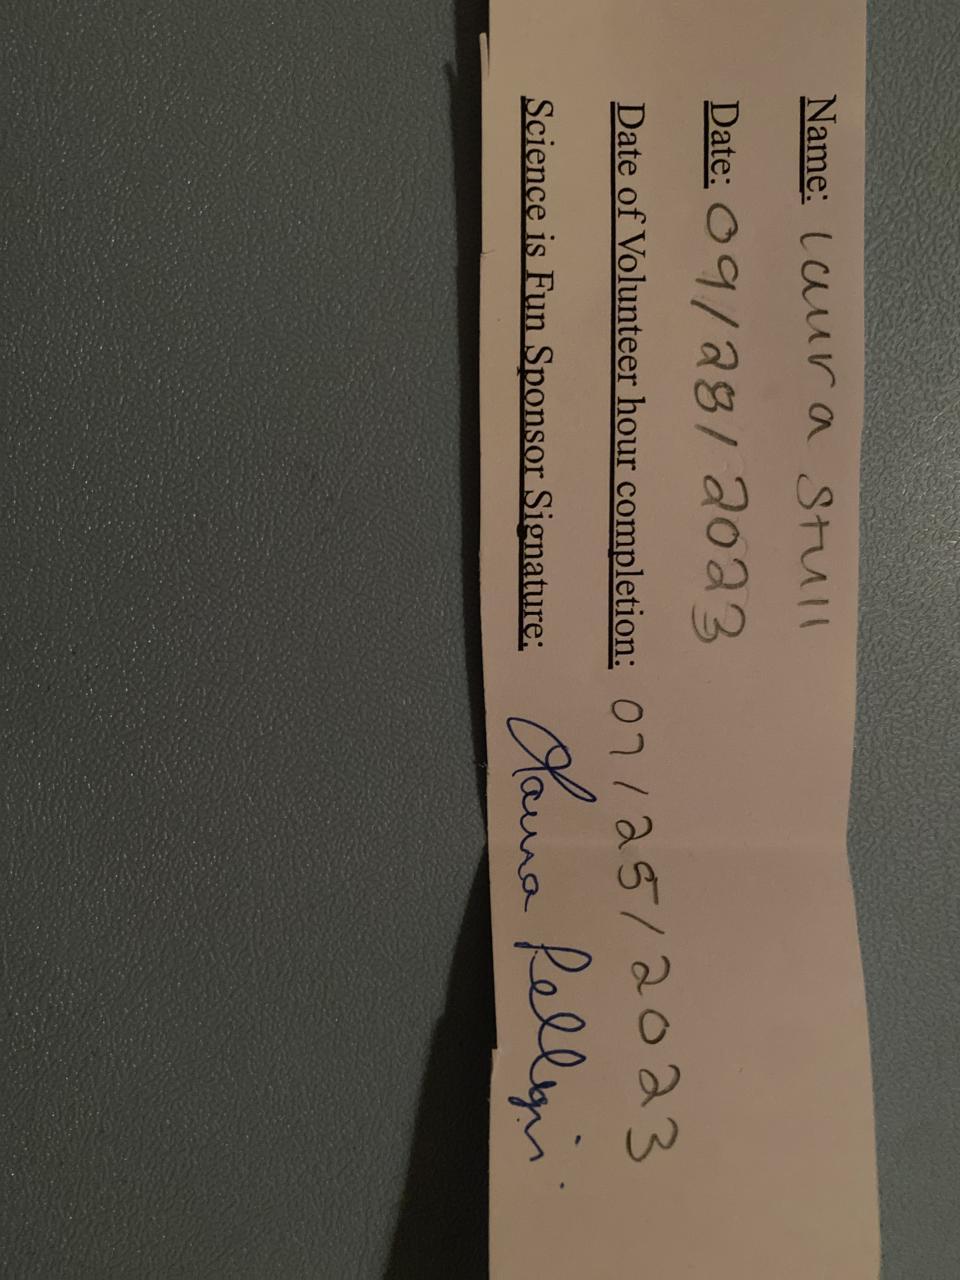 Name: Laura Stull
Date: 09/28/2023
Date of Volunteer hour completion: 07/25/2023
Science is Fun Sponsor Signature: